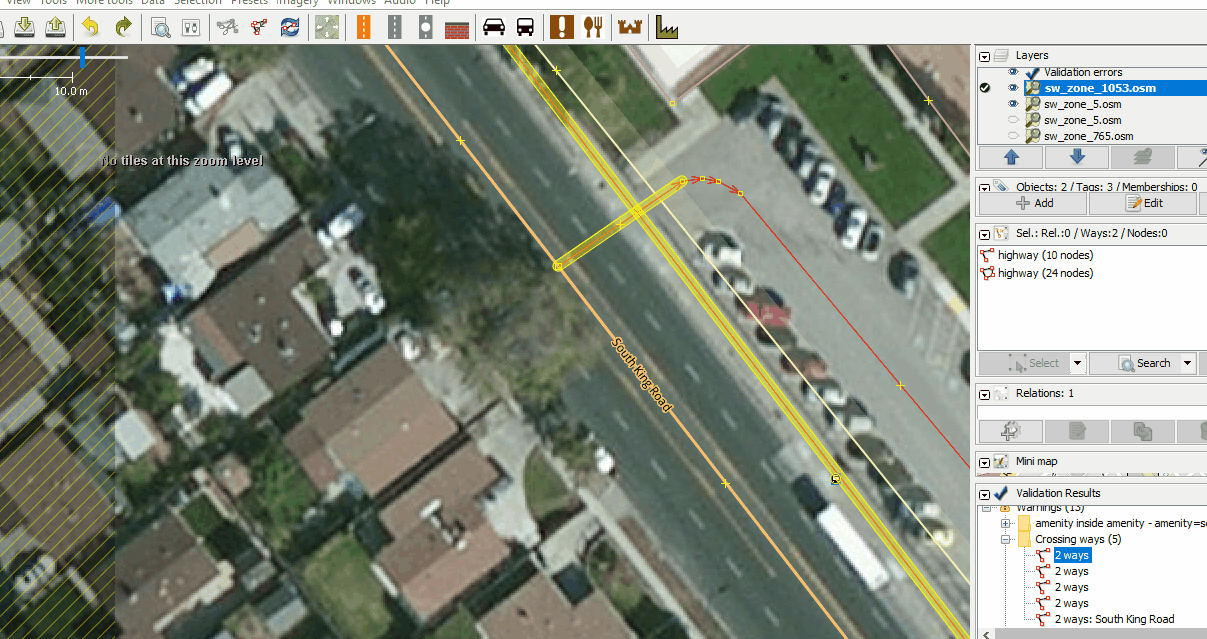 View Tools More tools Data Selection Presets Imagery Windows Audio Help
10.0 m
No tiles at this zoom level
South King Road
Layers
Validation errors
sw_zone_1053.osm
sw_zone_5.osm
sw_zone_5.osm
sw_zone_765.osm
Objects: 2 / Tags: 3 / Memberships: 0
Add Edit
Sel.: Rel.:0 / Ways:2 / Nodes:0
highway (10 nodes)
highway (24 nodes)
Select Search
Relations: 1
Mini map
Validation Results
Warnings (13)
amenity inside amenity - amenity=s
Crossing ways (5)
2 ways
2 ways
2 ways
2 ways
2 ways: South King Road